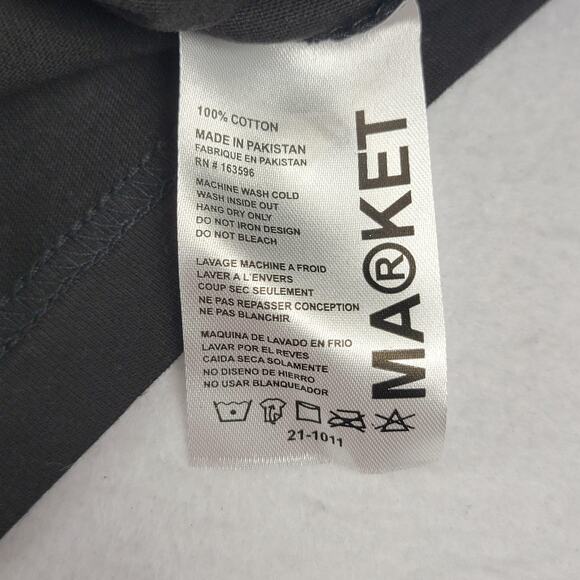 100% COTTON
MADE IN PAKISTAN
FABRIQUE EN PAKISTAN
RN # 163596
MACHINE WASH COLD
WASH INSIDE OUT
HANG DRY ONLY
DO NOT IRON DESIGN
DO NOT BLEACH
LAVAGE MACHINE A FROID
LAVER A L'ENVERS
COUP SEC SEULEMENT
NE PAS REPASSER CONCEPTION
NE PAS BLANCHIR
MAQUINA DE LAVADO EN FRIO
LAVAR POR EL REVES
CAIDA SECA SOLAMENTE
NO DISENO DE HIERRO
NO USAR BLANQUEADOR
21-1011
MA®KET